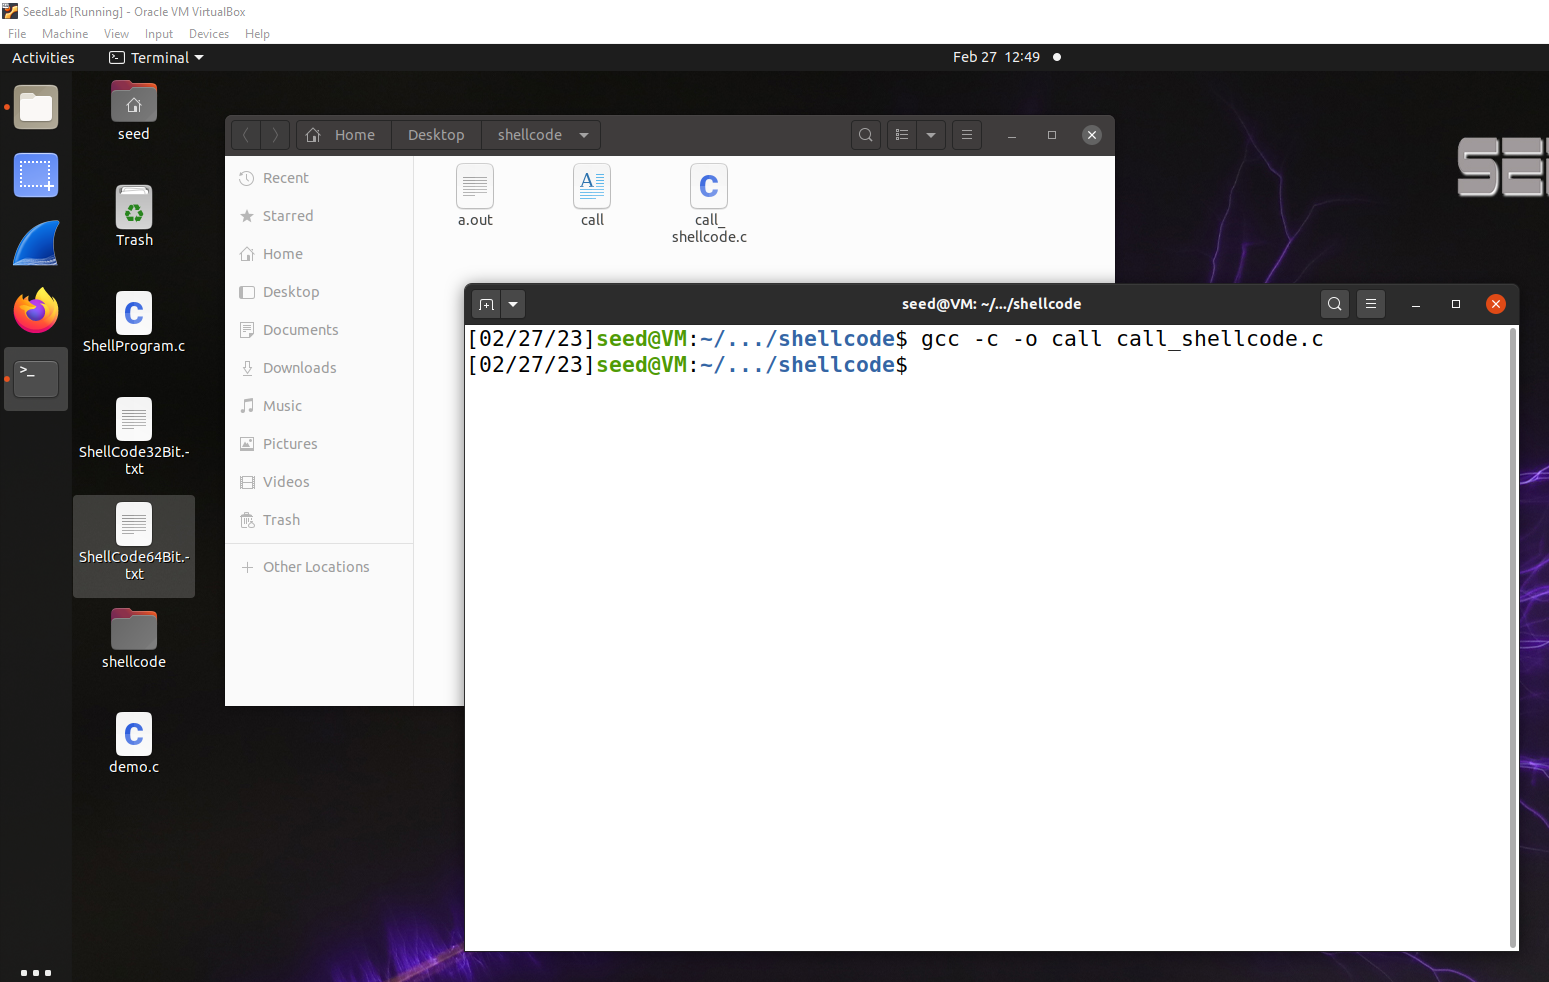 SeedLab [Running] - Oracle VM VirtualBox
File Machine View Input Devices Help
Activities Terminal Feb 27 12:49
seed
Trash
ShellProgram.c
ShellCode32Bit.-
txt
ShellCode64Bit.-
txt
shellcode
demo.c
Home Desktop shellcode
Recent
Starred
Home
Desktop
Documents
Downloads
Music
Pictures
Videos
Trash
Other Locations
a.out
call
call_
shellcode.c
seed@VM: ~/.../shellcode
[02/27/23]seed@VM:~/.../shellcode$ gcc -c -o call call_shellcode.c
[02/27/23]seed@VM:~/.../shellcode$